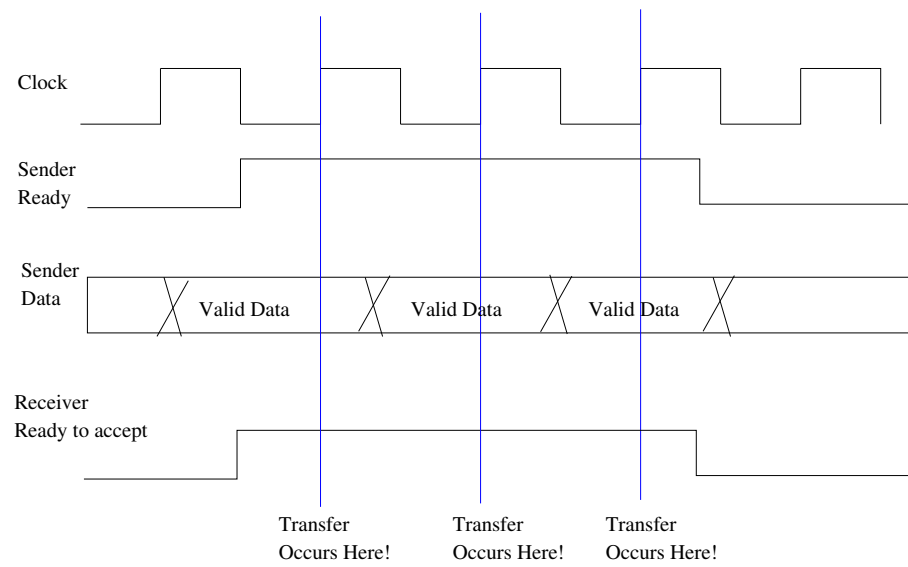 Clock
Sender
Ready
Sender
Data
Valid Data
Valid Data
Valid Data
Receiver
Ready to accept
Transfer
Occurs Here!
Transfer
Occurs Here!
Transfer
Occurs Here!